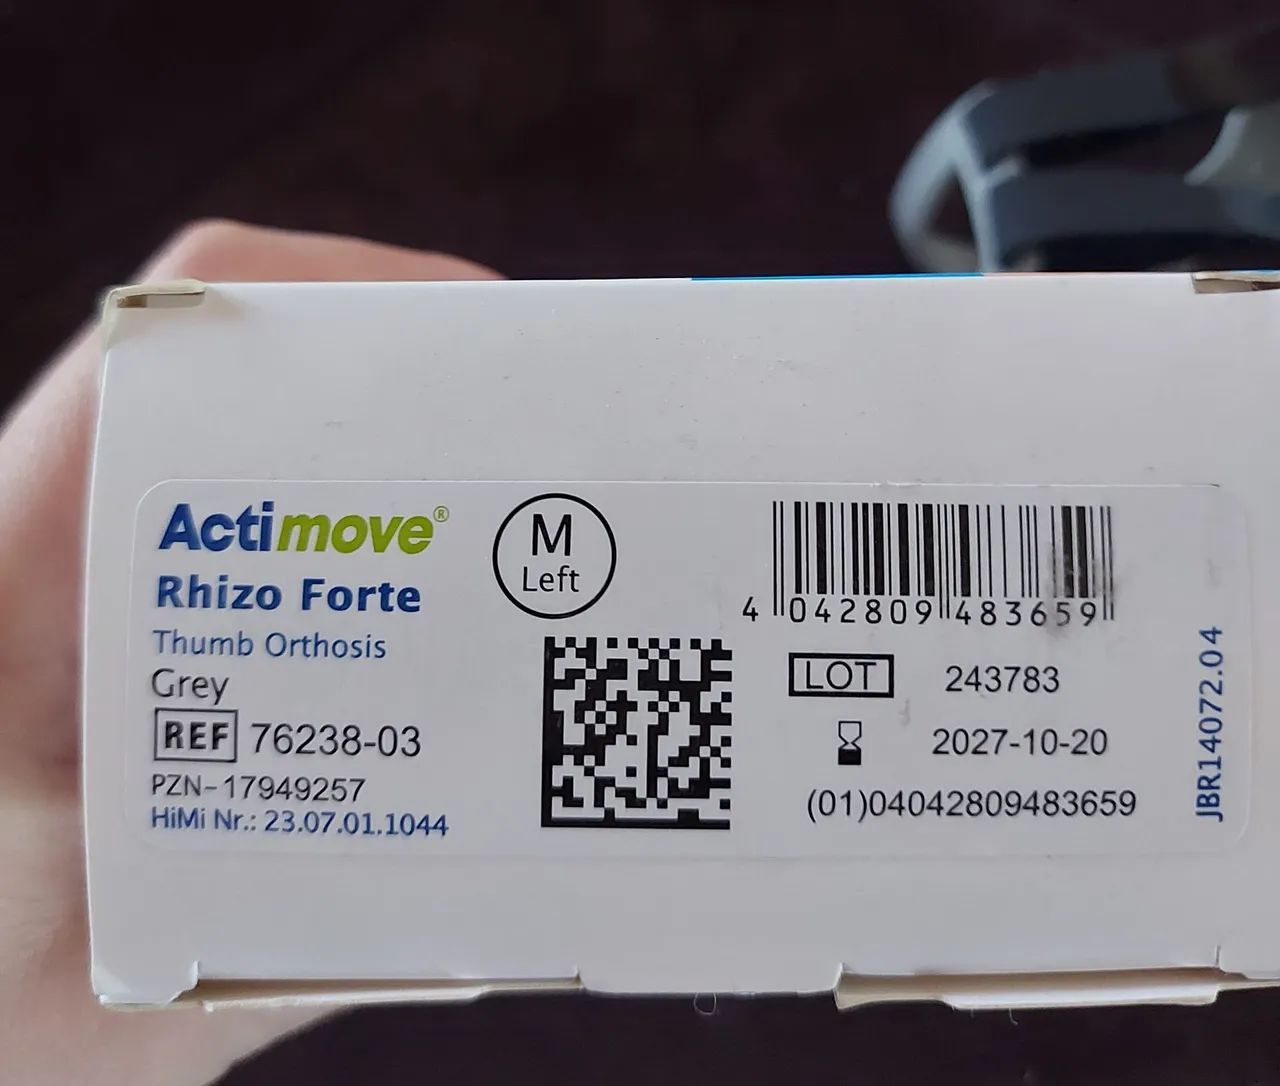 Actimove®
Rhizo Forte
Thumb Orthosis
Grey
REF 76238-03
PZN-17949257
HiMi Nr.: 23.07.01.1044
M
Left
4 042809 483659
LOT 243783
2027-10-20
(01)04042809483659
JBR14072.04